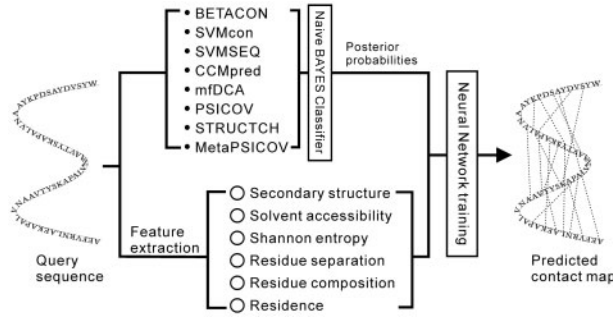 BETACON
SVMcon
SVMSEQ
CCMpred
mfDCA
PSICOV
STRUCTCH
MetaPSICOV
Naive BAYES Classifier
Posterior
probabilities
Neural Network training
Feature
extraction
Secondary structure
Solvent accessibility
Shannon entropy
Residue separation
Residue composition
Residence
Query
sequence
Predicted
contact map